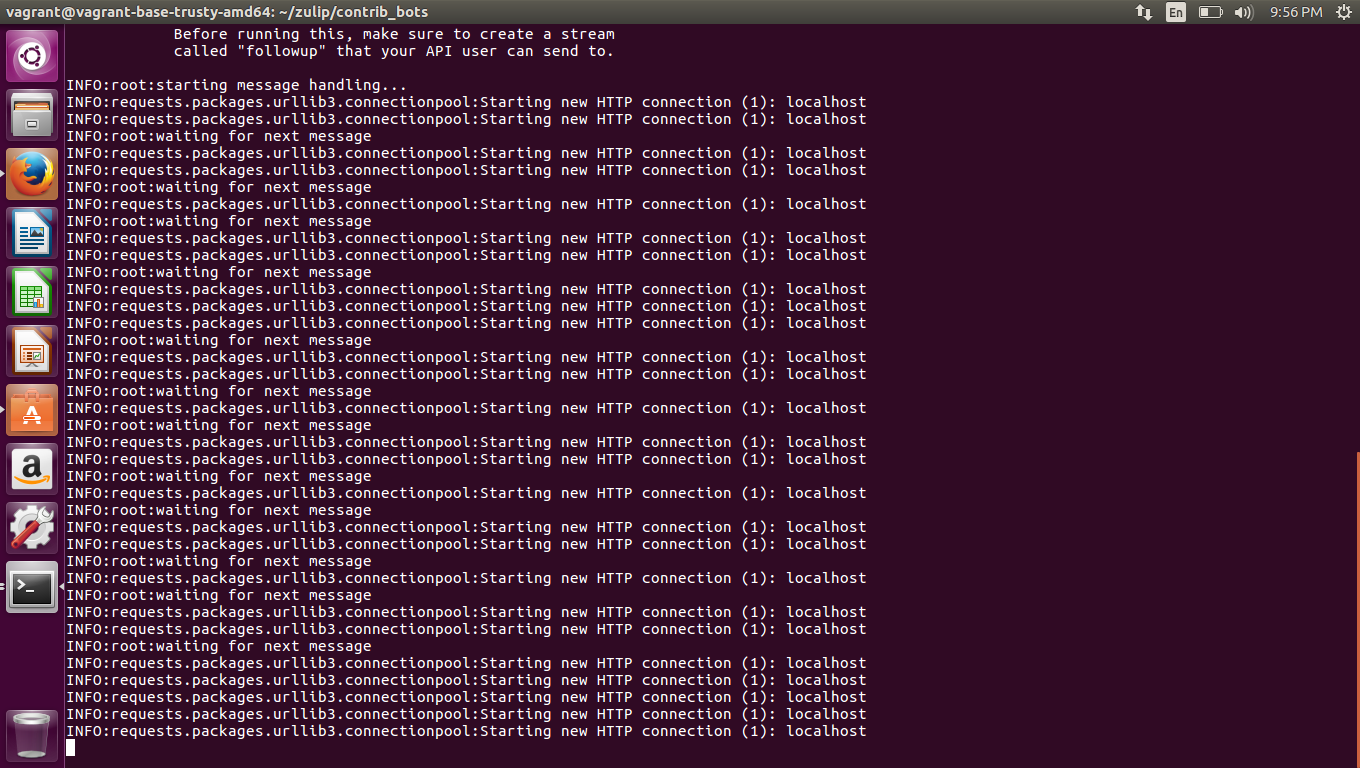 vagrant@vagrant-base-trusty-amd64: ~/zulip/contrib_bots
En
9:56 PM
Before running this, make sure to create a stream
called "followup" that your API user can send to.
INFO:root:starting message handling...
INFO:requests.packages.urllib3.connectionpool:Starting new HTTP connection (1): localhost
INFO:requests.packages.urllib3.connectionpool:Starting new HTTP connection (1): localhost
INFO:root:waiting for next message
INFO:requests.packages.urllib3.connectionpool:Starting new HTTP connection (1): localhost
INFO:requests.packages.urllib3.connectionpool:Starting new HTTP connection (1): localhost
INFO:root:waiting for next message
INFO:requests.packages.urllib3.connectionpool:Starting new HTTP connection (1): localhost
INFO:root:waiting for next message
INFO:requests.packages.urllib3.connectionpool:Starting new HTTP connection (1): localhost
INFO:requests.packages.urllib3.connectionpool:Starting new HTTP connection (1): localhost
INFO:root:waiting for next message
INFO:requests.packages.urllib3.connectionpool:Starting new HTTP connection (1): localhost
INFO:requests.packages.urllib3.connectionpool:Starting new HTTP connection (1): localhost
INFO:requests.packages.urllib3.connectionpool:Starting new HTTP connection (1): localhost
INFO:root:waiting for next message
INFO:requests.packages.urllib3.connectionpool:Starting new HTTP connection (1): localhost
INFO:requests.packages.urllib3.connectionpool:Starting new HTTP connection (1): localhost
INFO:root:waiting for next message
INFO:requests.packages.urllib3.connectionpool:Starting new HTTP connection (1): localhost
INFO:root:waiting for next message
INFO:requests.packages.urllib3.connectionpool:Starting new HTTP connection (1): localhost
INFO:requests.packages.urllib3.connectionpool:Starting new HTTP connection (1): localhost
INFO:root:waiting for next message
INFO:requests.packages.urllib3.connectionpool:Starting new HTTP connection (1): localhost
INFO:root:waiting for next message
INFO:requests.packages.urllib3.connectionpool:Starting new HTTP connection (1): localhost
INFO:requests.packages.urllib3.connectionpool:Starting new HTTP connection (1): localhost
INFO:root:waiting for next message
INFO:requests.packages.urllib3.connectionpool:Starting new HTTP connection (1): localhost
INFO:root:waiting for next message
INFO:requests.packages.urllib3.connectionpool:Starting new HTTP connection (1): localhost
INFO:requests.packages.urllib3.connectionpool:Starting new HTTP connection (1): localhost
INFO:root:waiting for next message
INFO:requests.packages.urllib3.connectionpool:Starting new HTTP connection (1): localhost
INFO:requests.packages.urllib3.connectionpool:Starting new HTTP connection (1): localhost
INFO:requests.packages.urllib3.connectionpool:Starting new HTTP connection (1): localhost
INFO:requests.packages.urllib3.connectionpool:Starting new HTTP connection (1): localhost
INFO:requests.packages.urllib3.connectionpool:Starting new HTTP connection (1): localhost